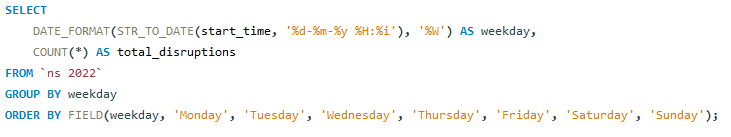 SELECT
DATE_FORMAT(STR_TO_DATE(start_time, '%d-%m-%y %H:%i'), '%W') AS weekday,
COUNT(*) AS total_disruptions
FROM `ns 2022`
GROUP BY weekday
ORDER BY FIELD(weekday, 'Monday', 'Tuesday', 'Wednesday', 'Thursday', 'Friday', 'Saturday', 'Sunday');